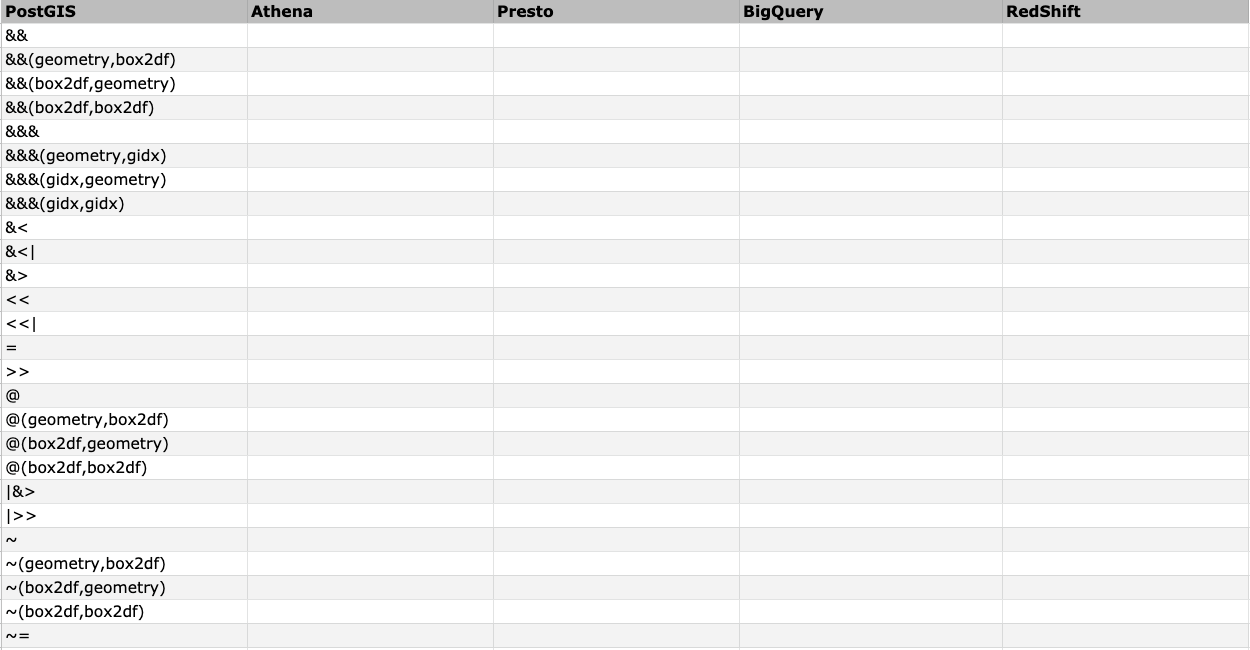 PostGIS Athena Presto BigQuery RedShift
&&
&&(geometry,box2df)
&&(box2df,geometry)
&&(box2df,box2df)
&&&
&&&(geometry,gidx)
&&&(gidx,geometry)
&&&(gidx,gidx)
&<
&<|
&>
<<
<<|
=
>>
@
@(geometry,box2df)
@(box2df,geometry)
@(box2df,box2df)
|&>
|>>
~
~(geometry,box2df)
~(box2df,geometry)
~(box2df,box2df)
~=